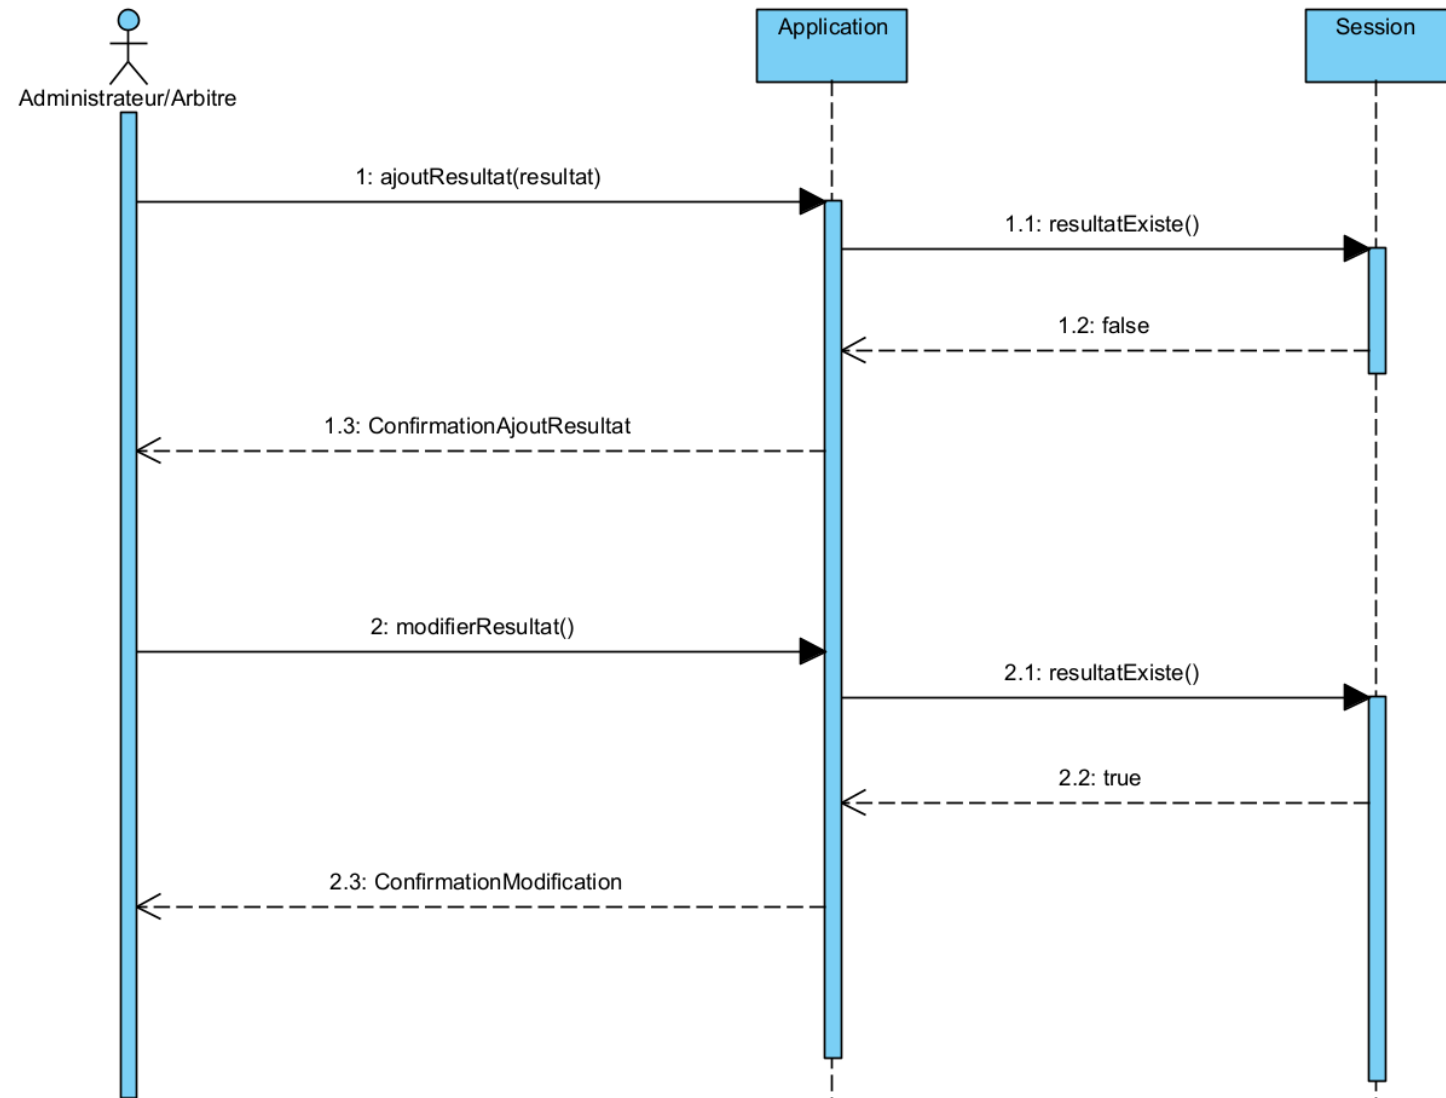 Administrateur/Arbitre
Application
Session
1: ajoutResultat(resultat)
1.1: resultatExiste()
1.2: false
1.3: ConfirmationAjoutResultat
2: modifierResultat()
2.1: resultatExiste()
2.2: true
2.3: ConfirmationModification